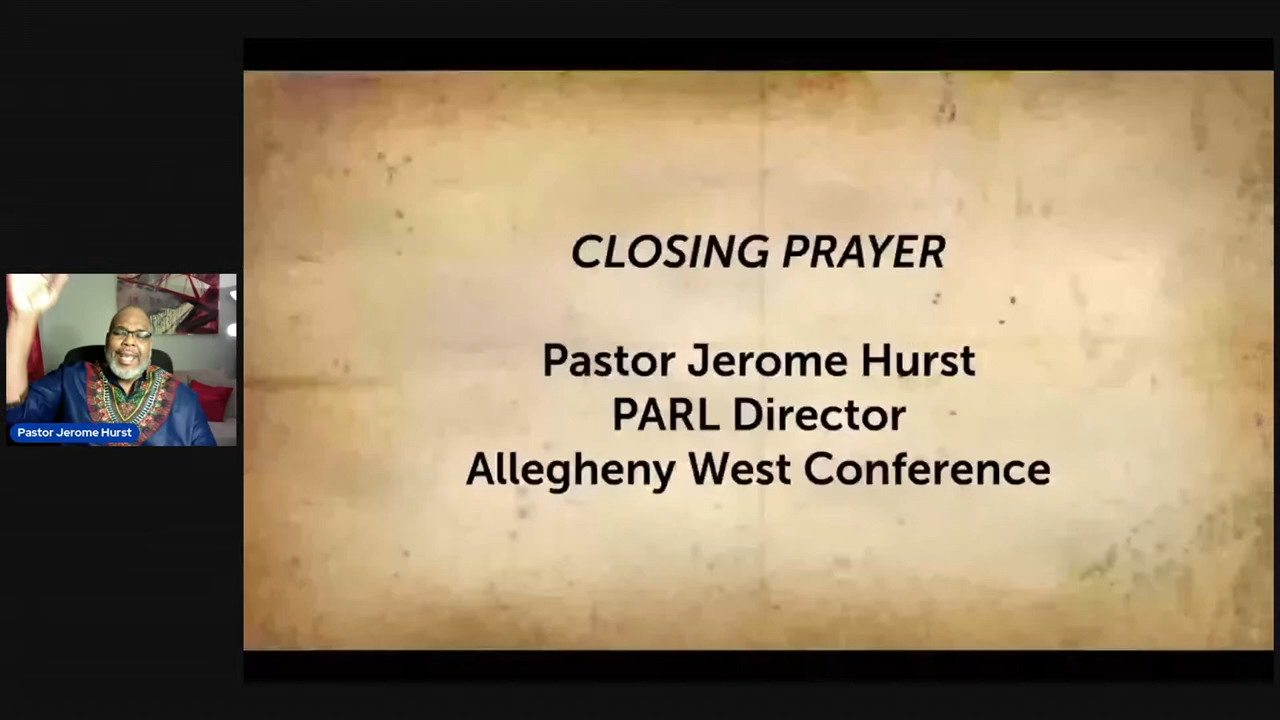 CLOSING PRAYER
Pastor Jerome Hurst
PARL Director
Allegheny West Conference
Pastor Jerome Hurst